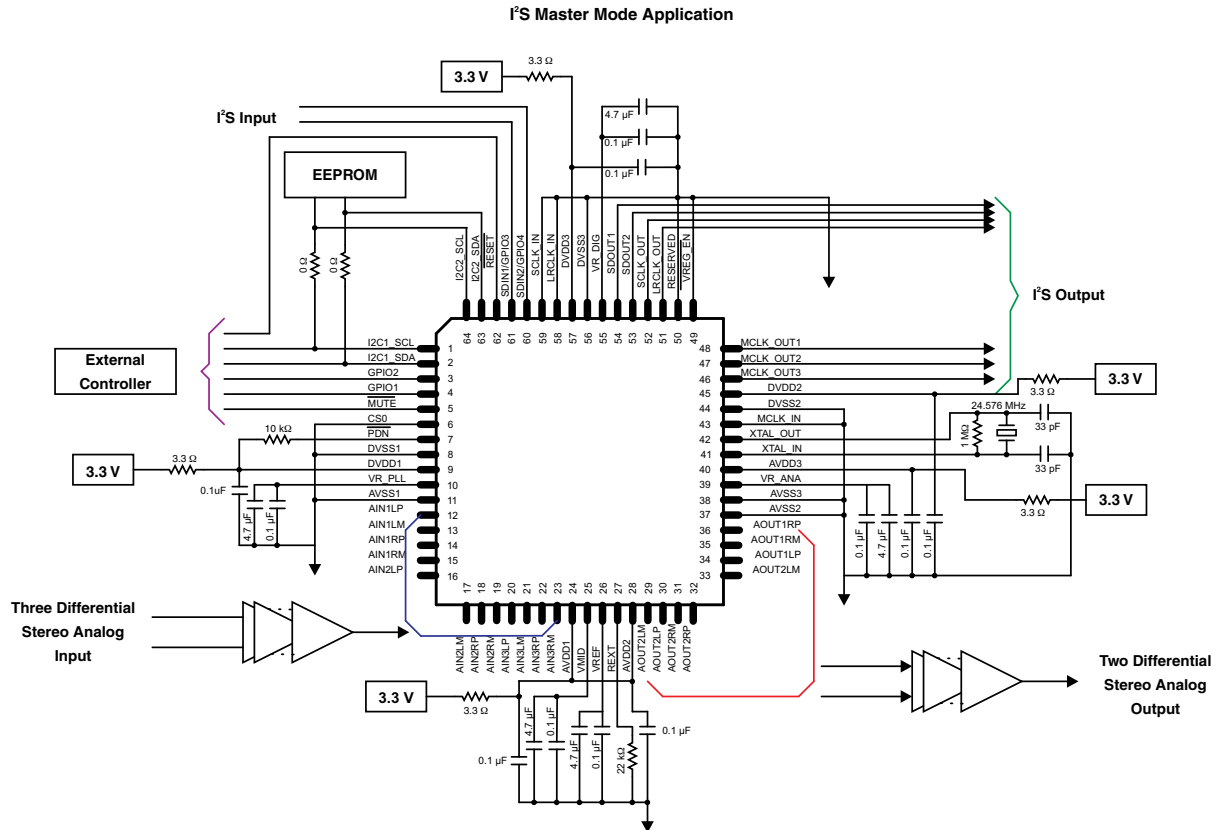 I²S Master Mode Application
3.3 V
3.3 Ω
I²S Input
4.7 µF
0.1 µF
0.1 µF
EEPROM
0 Ω
0 Ω
I2C2_SCL
I2C2_SDA
RESET
SDIN1/GPIO3
SDIN2/GPIO4
SCLK_IN
LRCLK_IN
DVDD3
DVSS3
VR_DIG
SDOUT1
SDOUT2
SCLK_OUT
LRCLK_OUT
RESERVED
VREG_EN
I²S Output
64
63
62
61
60
59
58
57
56
55
54
53
52
51
50
49
External
Controller
I2C1_SCL
I2C1_SDA
GPIO2
GPIO1
MUTE
CS0
PDN
DVSS1
DVDD1
VR_PLL
AVSS1
AIN1LP
AIN1LM
AIN1RP
AIN1RM
AIN2LP
1
2
3
4
5
6
7
8
9
10
11
12
13
14
15
16
10 kΩ
3.3 V
3.3 Ω
0.1uF
4.7 µF
0.1 µF
48
47
46
45
44
43
42
41
40
39
38
37
36
35
34
33
MCLK_OUT1
MCLK_OUT2
MCLK_OUT3
DVDD2
DVSS2
MCLK_IN
XTAL_OUT
XTAL_IN
AVDD3
VR_ANA
AVSS3
AVSS2
AOUT1RP
AOUT1RM
AOUT1LP
AOUT2LM
3.3 Ω
3.3 V
24.576 MHz
1 MΩ
33 pF
33 pF
3.3 Ω
3.3 V
0.1 µF
4.7 µF
0.1 µF
0.1 µF
17
18
19
20
21
22
23
24
25
26
27
28
29
30
31
32
AIN2LM
AIN2RP
AIN2RM
AIN3LP
AIN3LM
AIN3RP
AIN3RM
AVDD1
VMID
VREF
REXT
AVDD2
AOUT2LM
AOUT2LP
AOUT2RM
AOUT2RP
Three Differential
Stereo Analog
Input
3.3 V
3.3 Ω
0.1 µF
4.7 µF
0.1 µF
4.7 µF
0.1 µF
22 kΩ
0.1 µF
Two Differential
Stereo Analog
Output